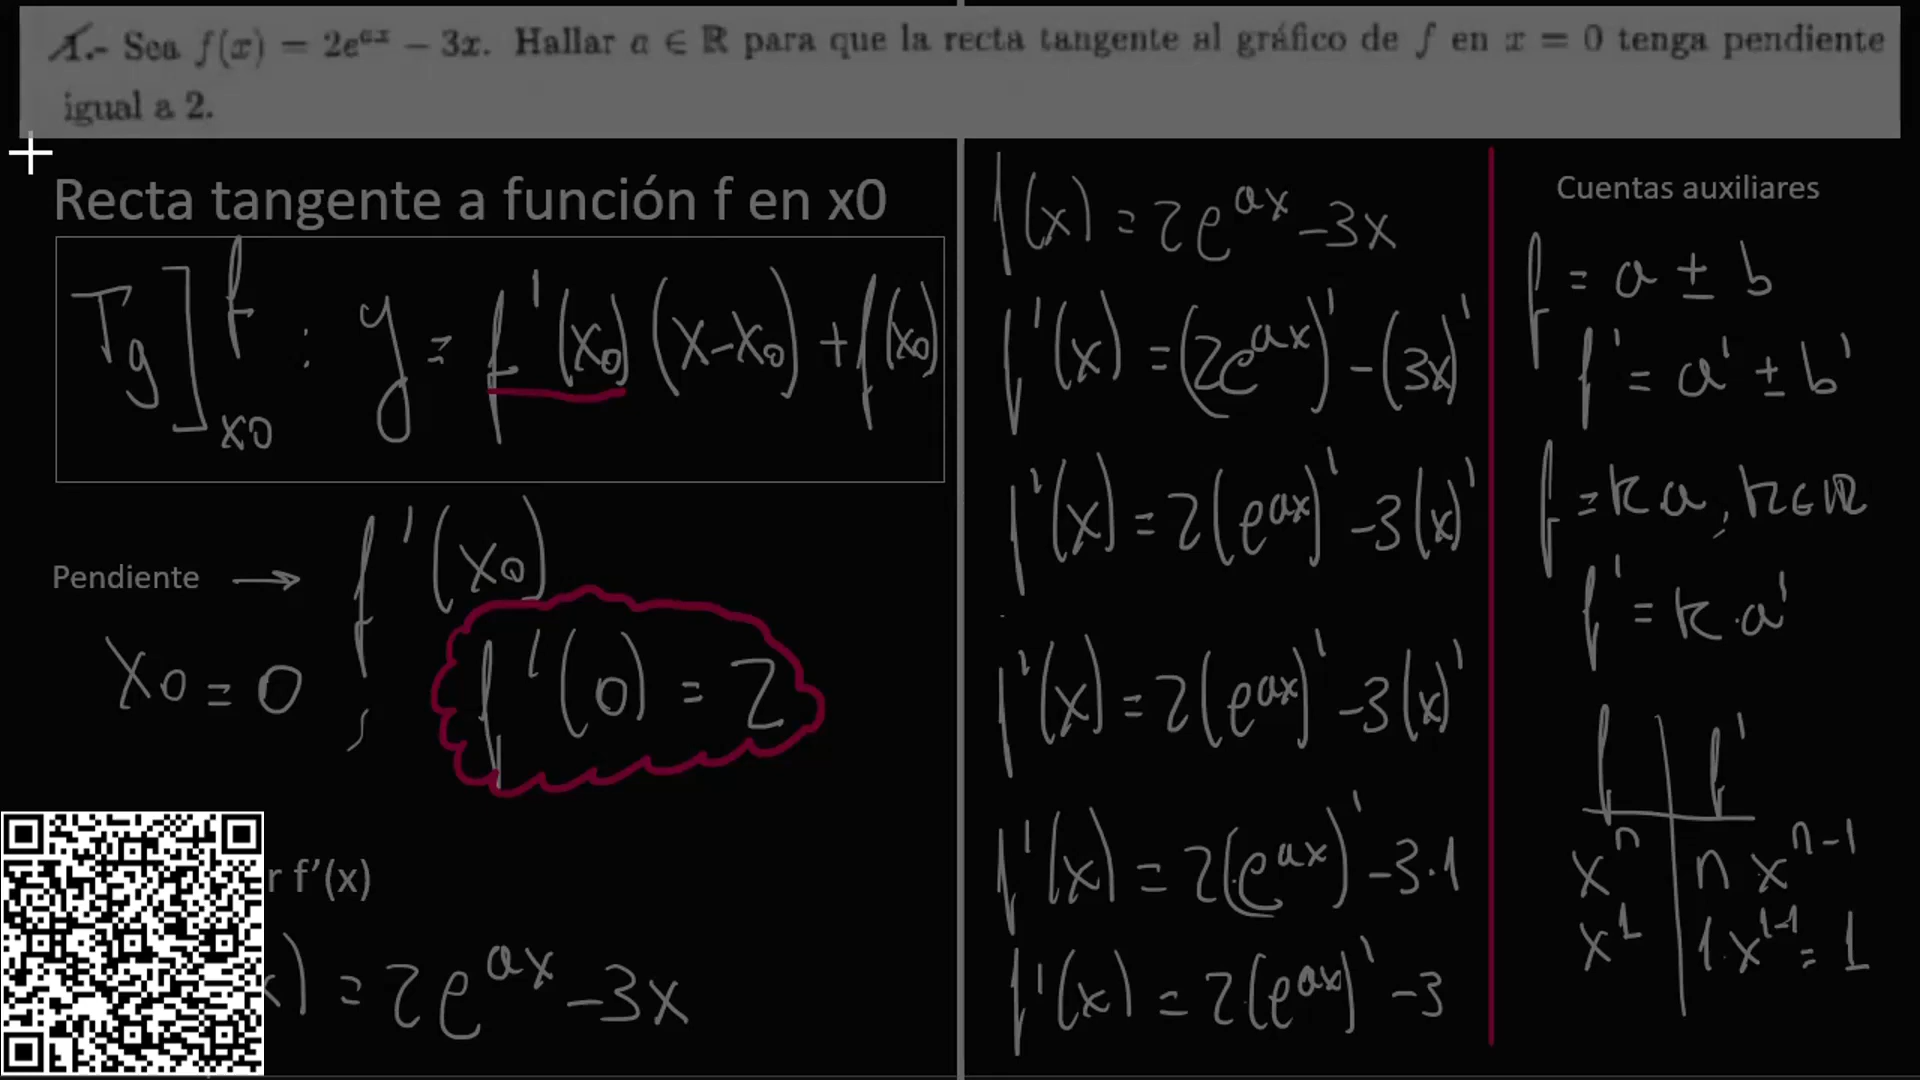 A.- Sea f(x) = 2e^{ax} − 3x. Hallar a ∈ ℝ para que la recta tangente al gráfico de f en x = 0 tenga pendiente
igual a 2.
Recta tangente a función f en x0
Tg]^f_{x0} : y = f'(x0)(x-x0)+f(x0)
Pendiente → f'(x0)
x0 = 0 , f'(0) = 2
r f'(x)
x) = 2e^{ax} -3x
f(x) = 2e^{ax} -3x
f'(x) = (2e^{ax})' - (3x)'
f'(x) = 2(e^{ax})' -3(x)'
f'(x) = 2(e^{ax})' -3(x)'
f'(x) = 2(e^{ax})' -3·1
f'(x) = 2(e^{ax})' -3
Cuentas auxiliares
f = a ± b
f' = a' ± b'
f = k a, k ∈ ℝ
f' = k·a'
f | f'
x^n | n x^{n-1}
x^1 | 1·x^{1-1} = 1